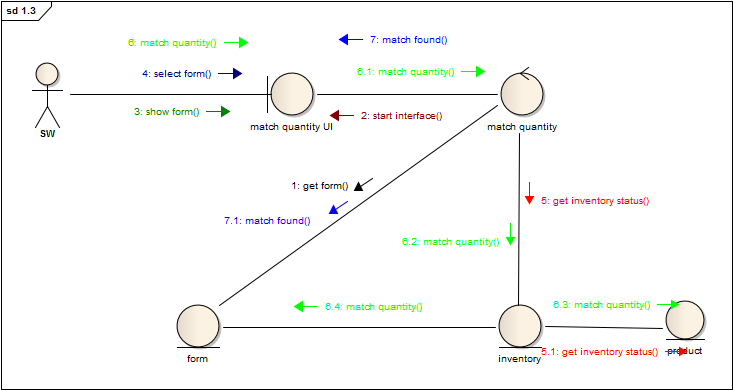 sd 1.3
6: match quantity()
7: match found()
4: select form()
6.1: match quantity()
3: show form()
2: start interface()
SW
match quantity UI
match quantity
1: get form()
5: get inventory status()
7.1: match found()
6.2: match quantity()
6.4: match quantity()
6.3: match quantity()
form
inventory
5.1: get inventory status()
product